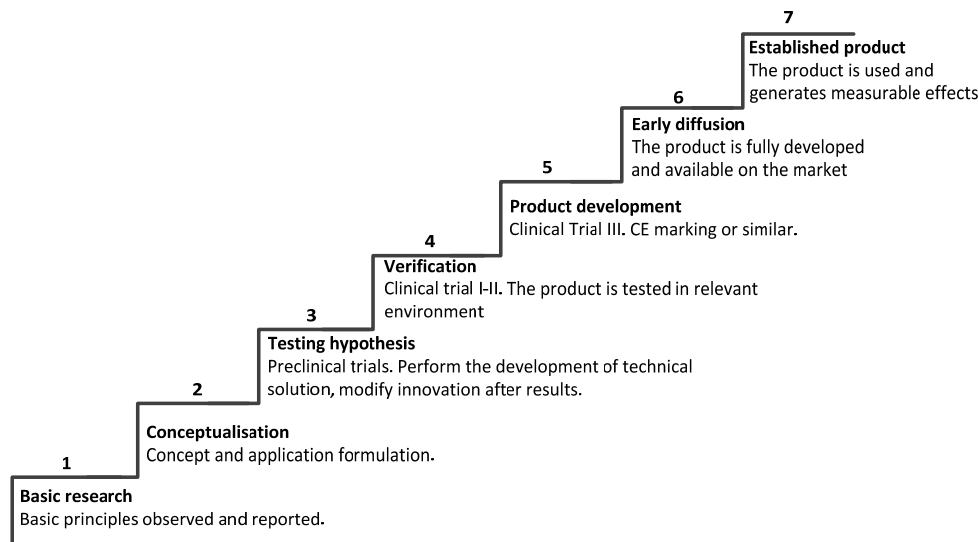 7
Established product
The product is used and
generates measurable effects
6
Early diffusion
The product is fully developed
and available on the market
5
Product development
Clinical Trial III. CE marking or similar.
4
Verification
Clinical trial I-II. The product is tested in relevant
environment
3
Testing hypothesis
Preclinical trials. Perform the development of technical
solution, modify innovation after results.
2
Conceptualisation
Concept and application formulation.
1
Basic research
Basic principles observed and reported.